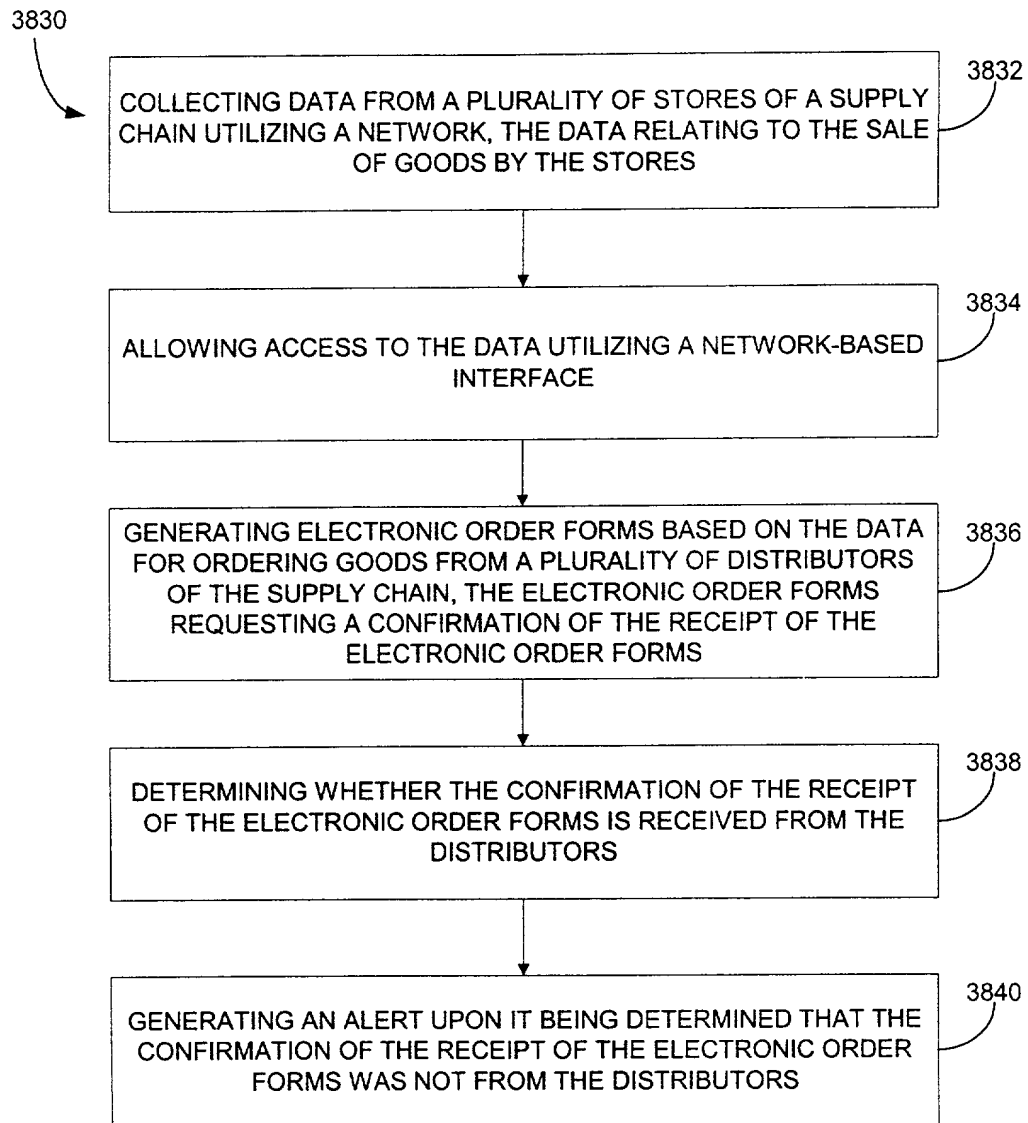 3830
3832
COLLECTING DATA FROM A PLURALITY OF STORES OF A SUPPLY
CHAIN UTILIZING A NETWORK, THE DATA RELATING TO THE SALE
OF GOODS BY THE STORES
3834
ALLOWING ACCESS TO THE DATA UTILIZING A NETWORK-BASED
INTERFACE
3836
GENERATING ELECTRONIC ORDER FORMS BASED ON THE DATA
FOR ORDERING GOODS FROM A PLURALITY OF DISTRIBUTORS
OF THE SUPPLY CHAIN, THE ELECTRONIC ORDER FORMS
REQUESTING A CONFIRMATION OF THE RECEIPT OF THE
ELECTRONIC ORDER FORMS
3838
DETERMINING WHETHER THE CONFIRMATION OF THE RECEIPT
OF THE ELECTRONIC ORDER FORMS IS RECEIVED FROM THE
DISTRIBUTORS
3840
GENERATING AN ALERT UPON IT BEING DETERMINED THAT THE
CONFIRMATION OF THE RECEIPT OF THE ELECTRONIC ORDER
FORMS WAS NOT FROM THE DISTRIBUTORS